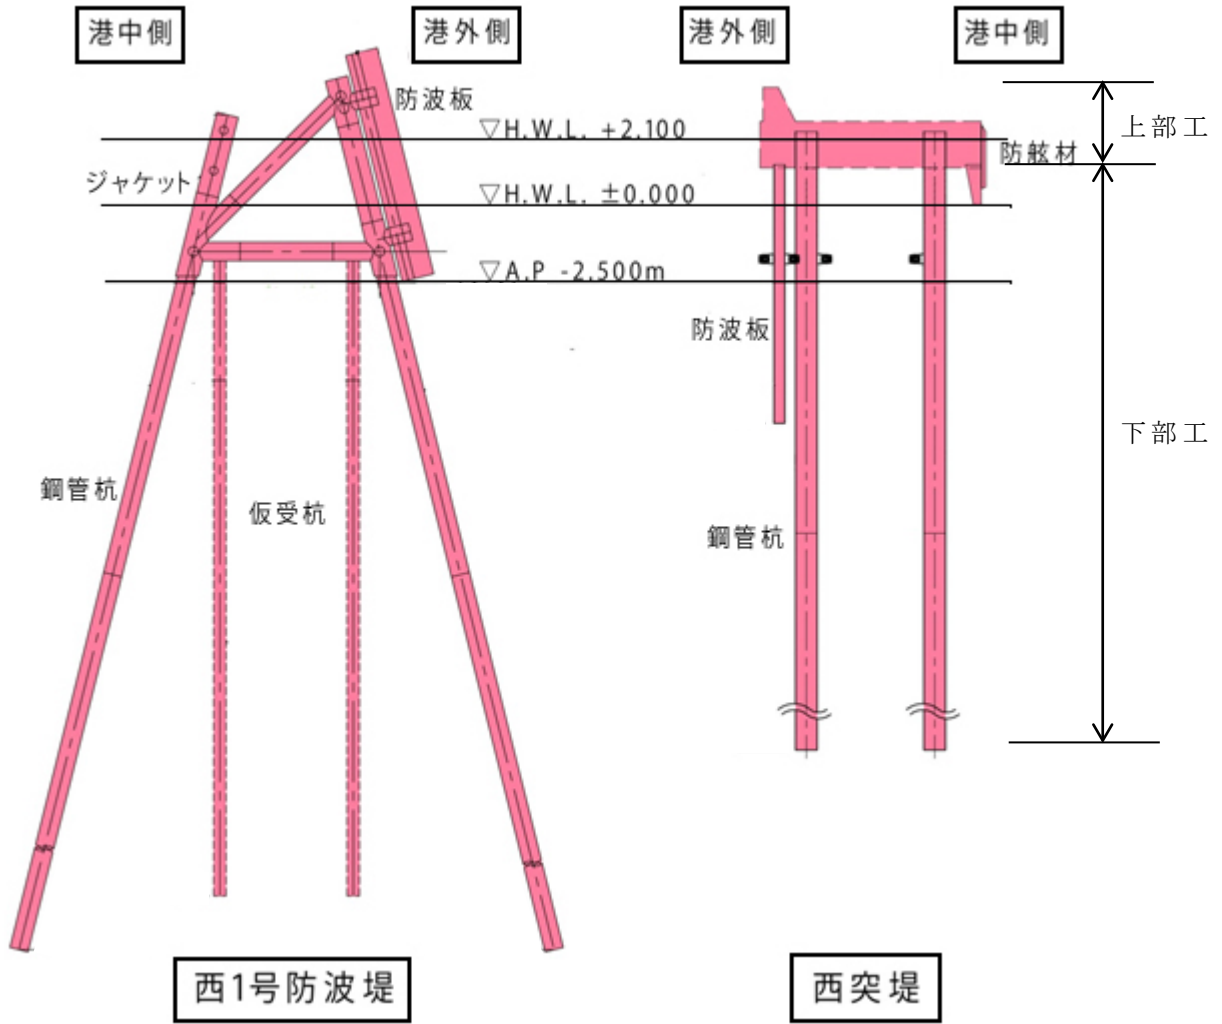 港中側
港外側
港外側
港中側
防波板
▽H.W.L. +2.100
上部工
防舷材
ジャケット
▽H.W.L. ±0.000
▽A.P -2.500m
防波板
下部工
鋼管杭
仮受杭
鋼管杭
西1号防波堤
西突堤